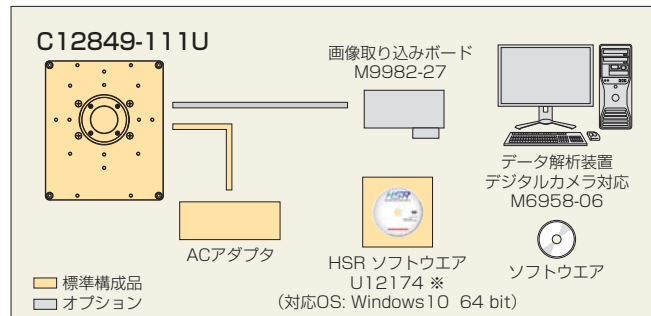 C12849-111U
画像取り込みボード
M9982-27
データ解析装置
デジタルカメラ対応
M6958-06
ACアダプタ
HSR
HSR ソフトウエア
U12174 ※
（対応OS: Windows10 64 bit）
ソフトウエア
標準構成品
オプション